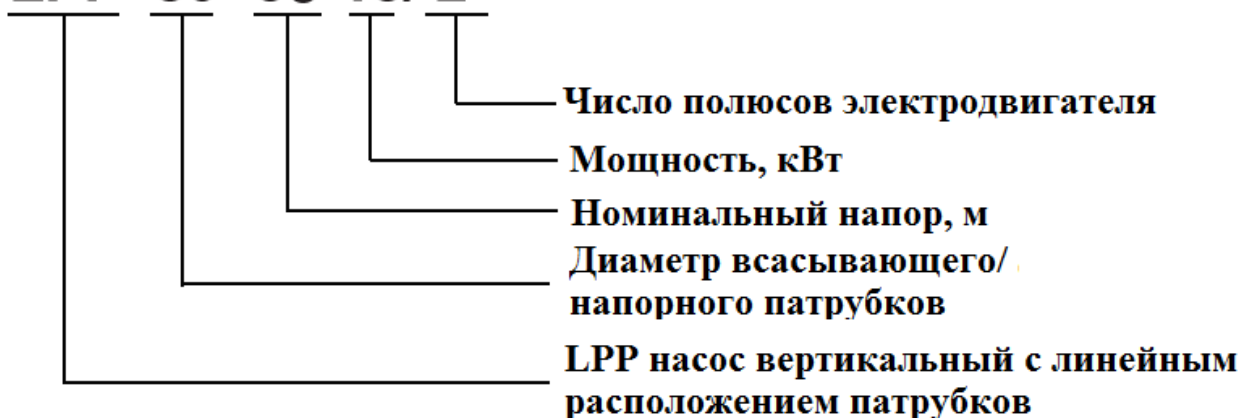 Число полюсов электродвигателя
Мощность, кВт
Номинальный напор, м
Диаметр всасывающего/
напорного патрубков
LPP насос вертикальный с линейным
расположением патрубков